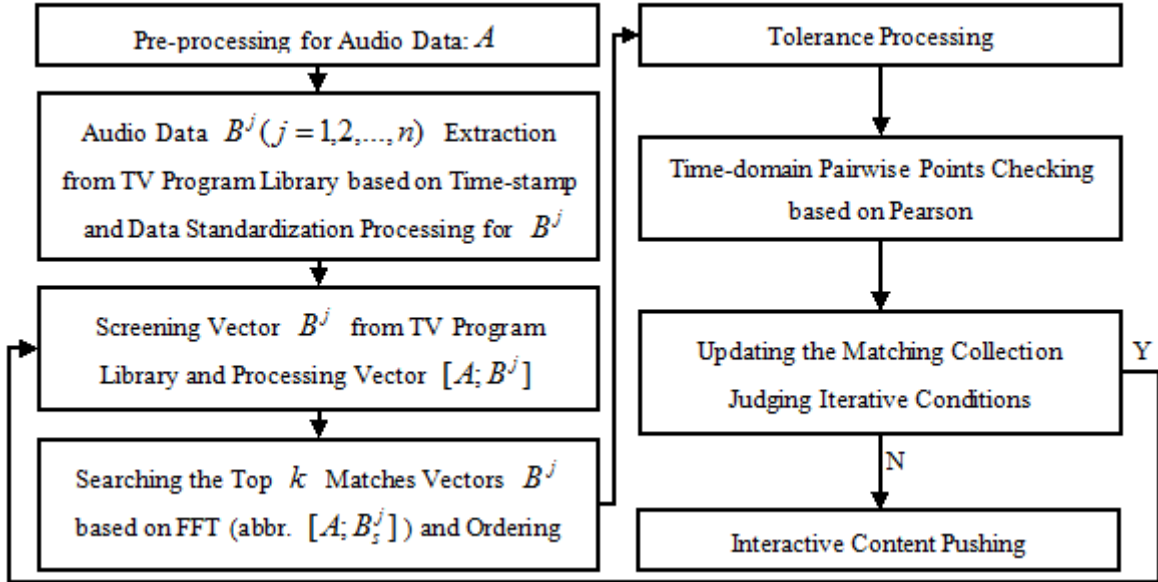 Pre-processing for Audio Data: A
Audio Data B^j (j = 1,2,...,n) Extraction
from TV Program Library based on Time-stamp
and Data Standardization Processing for B^j
Screening Vector B^j from TV Program
Library and Processing Vector [A; B^j]
Searching the Top k Matches Vectors B^j
based on FFT (abbr. [A; B_s^j]) and Ordering
Tolerance Processing
Time-domain Pairwise Points Checking
based on Pearson
Updating the Matching Collection
Judging Iterative Conditions
Y
N
Interactive Content Pushing